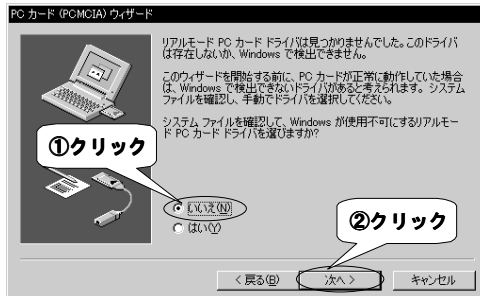 PC カード (PCMCIA) ウィザード
リアルモード PC カード ドライバは見つかりませんでした。このドライバ
は存在しないか、Windows で検出できません。
このウィザードを開始する前に、PC カードが正常に動作していた場合
は、Windows で検出できないドライバがあると考えられます。システム
ファイルを確認し、手動でドライバを選択してください。
システム ファイルを確認して、Windows が使用不可にするリアルモー
ド PC カード ドライバを選びますか?
①クリック
いいえ(N)
はい(Y)
②クリック
< 戻る(B)
次へ >
キャンセル